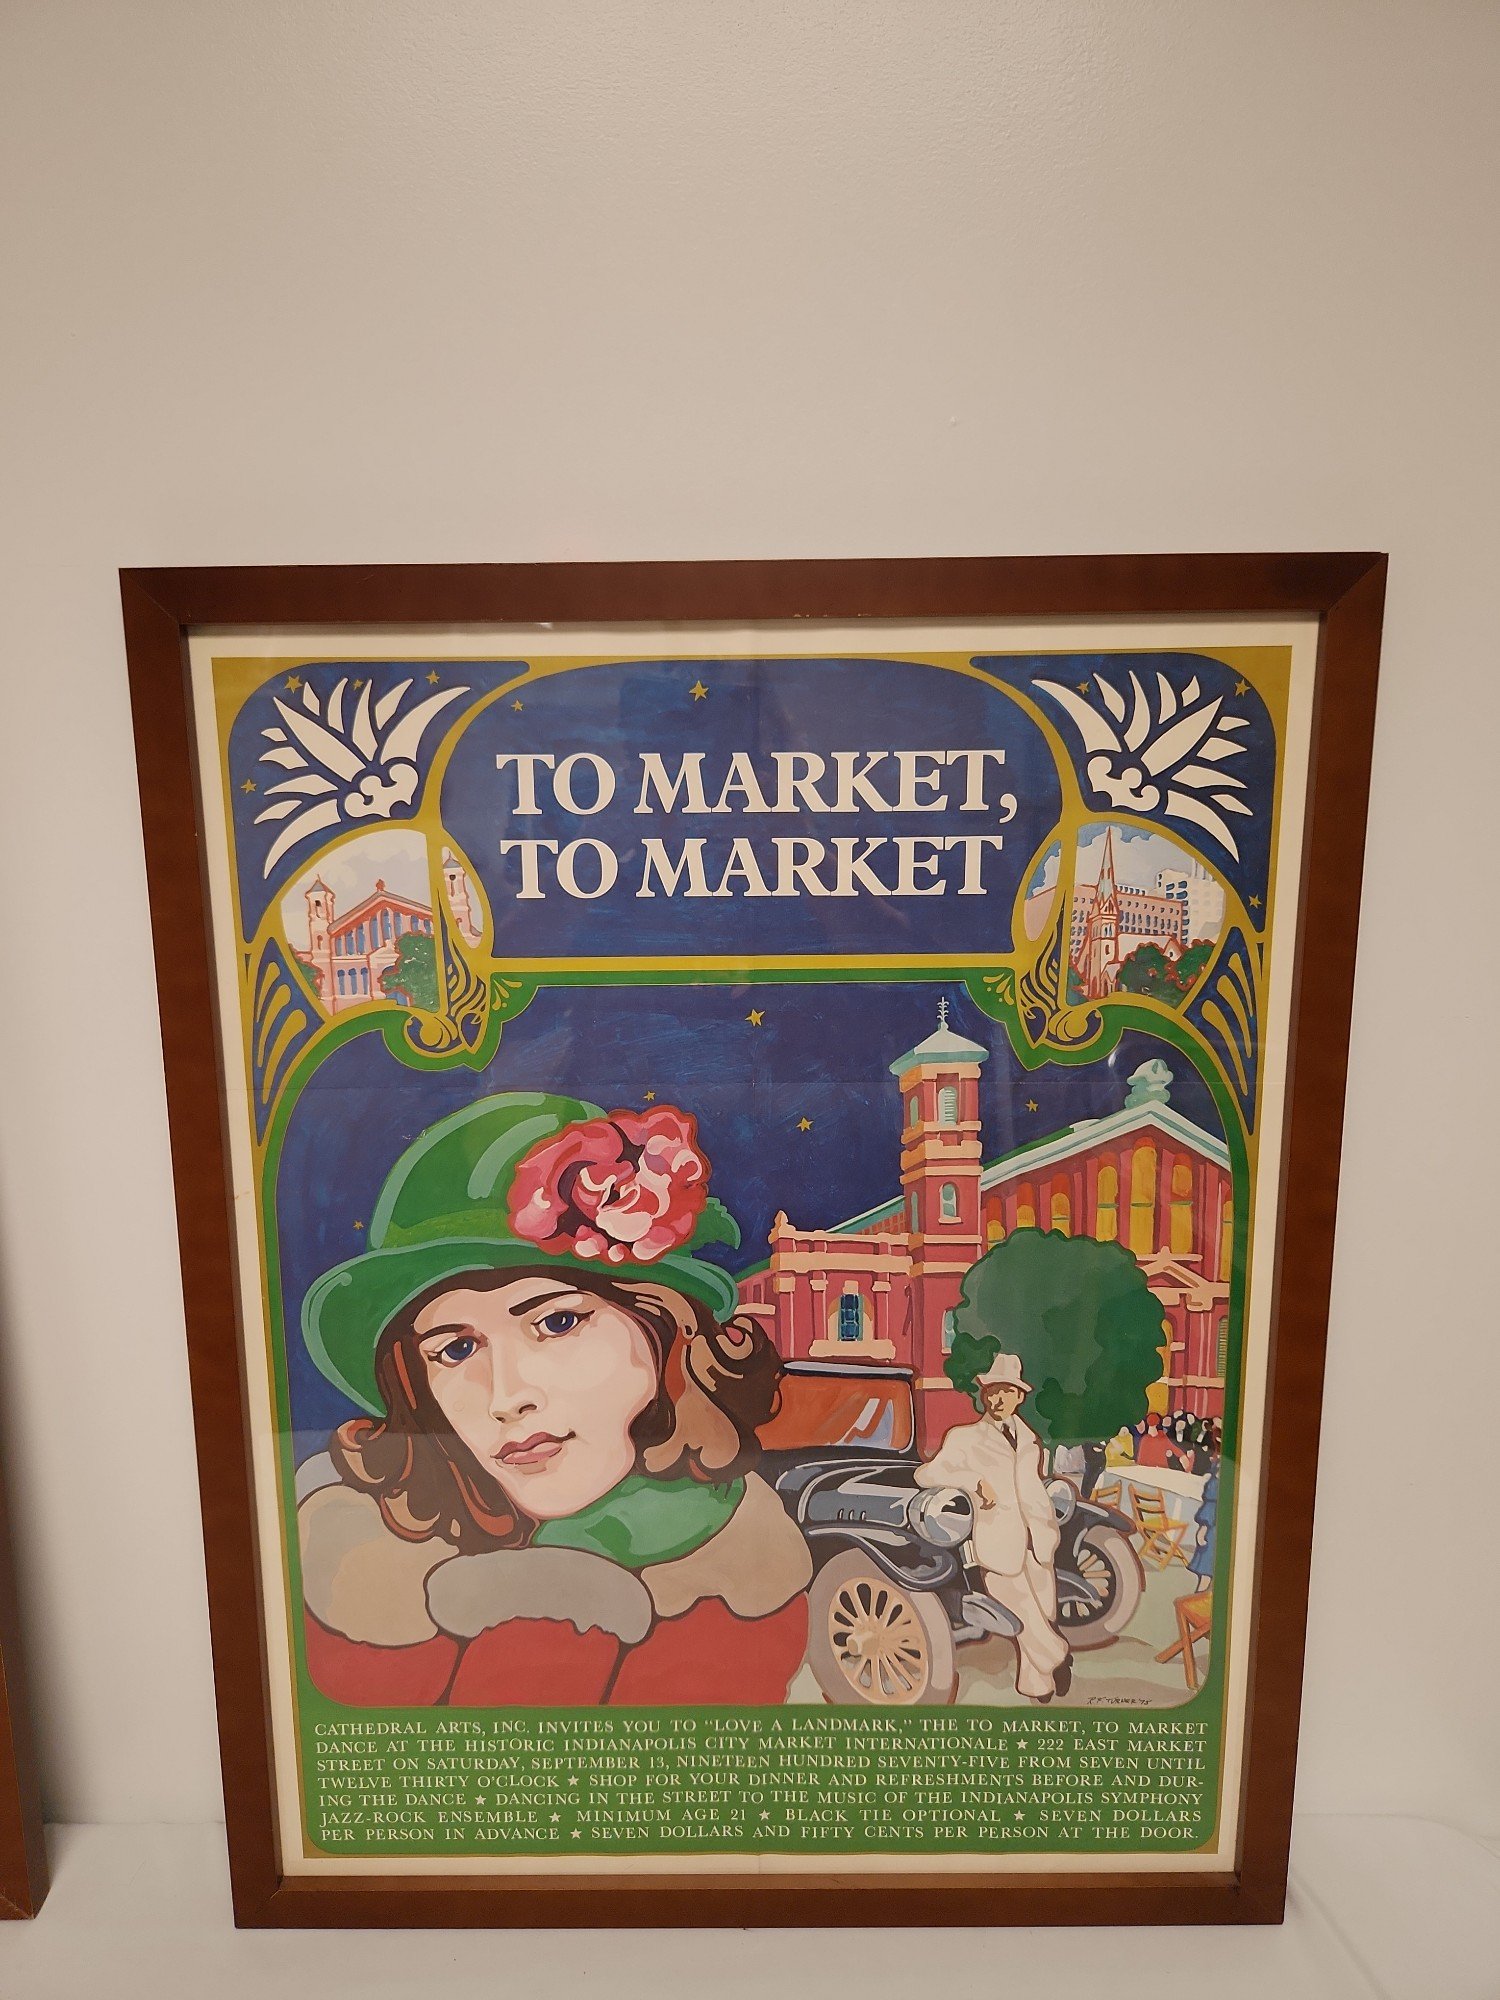 TO MARKET,
TO MARKET
R.F. TURNER '75
CATHEDRAL ARTS, INC. INVITES YOU TO "LOVE A LANDMARK," THE TO MARKET, TO MARKET
DANCE AT THE HISTORIC INDIANAPOLIS CITY MARKET INTERNATIONALE ★ 222 EAST MARKET
STREET ON SATURDAY, SEPTEMBER 13, NINETEEN HUNDRED SEVENTY-FIVE FROM SEVEN UNTIL
TWELVE THIRTY O'CLOCK ★ SHOP FOR YOUR DINNER AND REFRESHMENTS BEFORE AND DUR-
ING THE DANCE ★ DANCING IN THE STREET TO THE MUSIC OF THE INDIANAPOLIS SYMPHONY
JAZZ-ROCK ENSEMBLE ★ MINIMUM AGE 21 ★ BLACK TIE OPTIONAL ★ SEVEN DOLLARS
PER PERSON IN ADVANCE ★ SEVEN DOLLARS AND FIFTY CENTS PER PERSON AT THE DOOR.